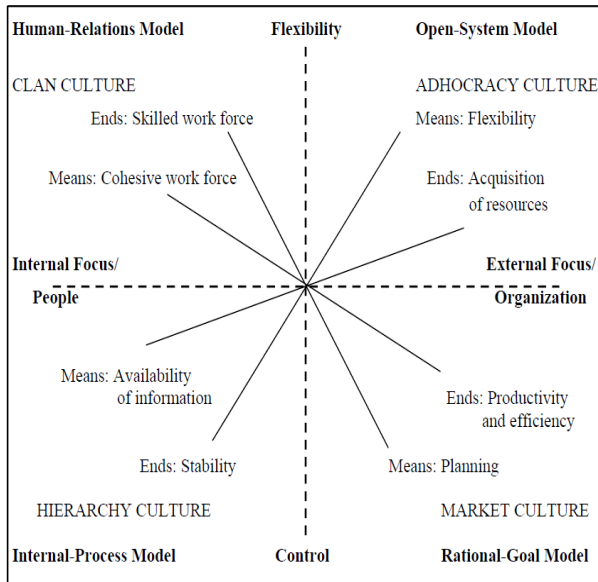 Human-Relations Model
Flexibility
Open-System Model
CLAN CULTURE
ADHOCRACY CULTURE
Ends: Skilled work force
Means: Flexibility
Means: Cohesive work force
Ends: Acquisition
of resources
Internal Focus/
People
External Focus/
Organization
Means: Availability
of information
Ends: Productivity
and efficiency
Ends: Stability
Means: Planning
HIERARCHY CULTURE
MARKET CULTURE
Internal-Process Model
Control
Rational-Goal Model